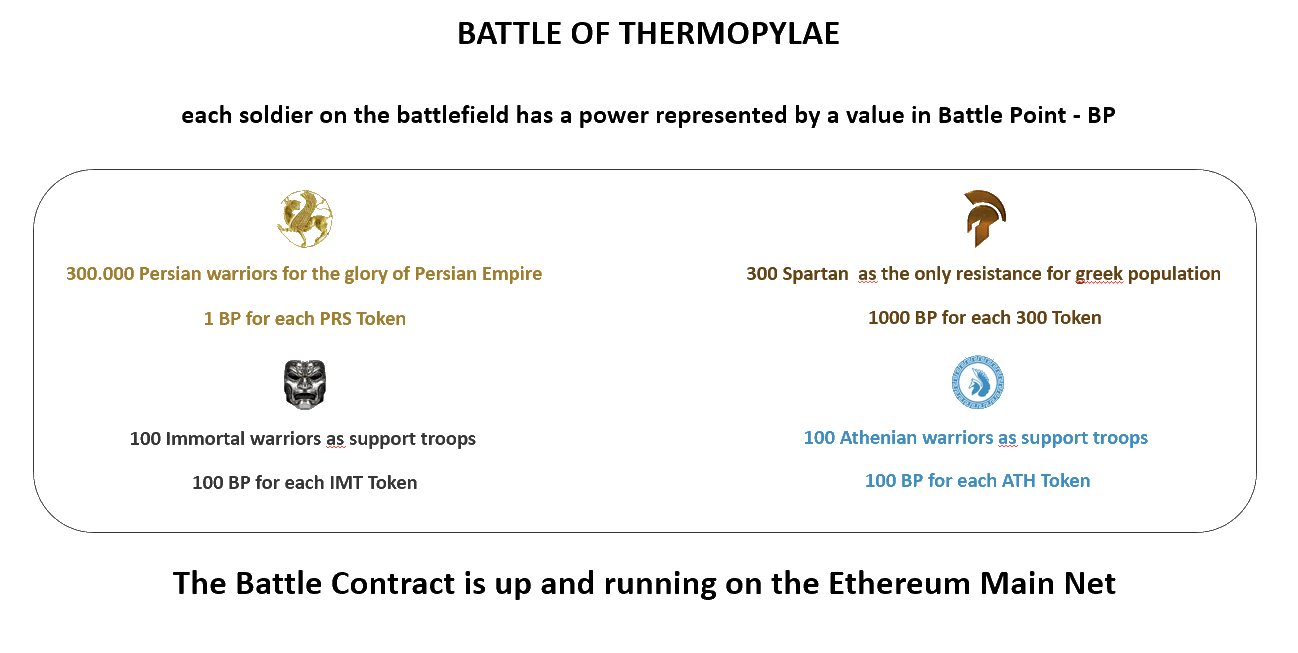 BATTLE OF THERMOPYLAE
each soldier on the battlefield has a power represented by a value in Battle Point - BP
300.000 Persian warriors for the glory of Persian Empire
1 BP for each PRS Token
100 Immortal warriors as support troops
100 BP for each IMT Token
300 Spartan  as the only resistance for greek population
1000 BP for each 300 Token
100 Athenian warriors as support troops
100 BP for each ATH Token
The Battle Contract is up and running on the Ethereum Main Net